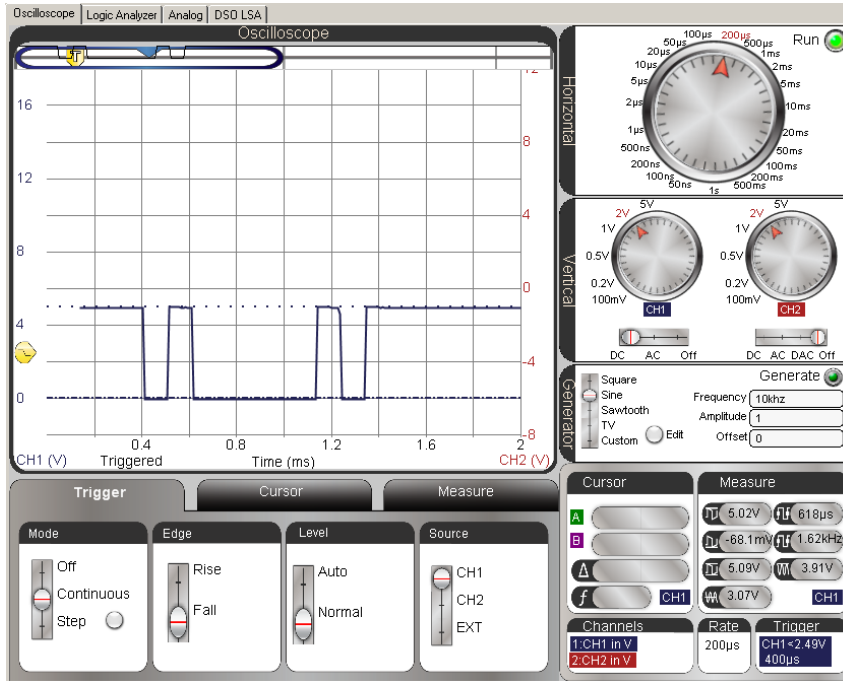 Oscilloscope Logic Analyzer Analog DSO LSA
Oscilloscope
T
16
12
8
4
0
12
8
4
0
-4
-8
0.4 0.8 1.2 1.6 2
CH1 (V) Triggered Time (ms) CH2 (V)
Horizontal
Run
50ns
100ns
200ns
500ns
1µs
2µs
5µs
10µs
20µs
50µs
100µs
200µs
500µs
1ms
2ms
5ms
10ms
20ms
50ms
100ms
200ms
500ms
1s
Vertical
5V
2V
1V
0.5V
0.2V
100mV
CH1
DC AC Off
5V
2V
1V
0.5V
0.2V
100mV
CH2
DC AC DAC Off
Generator
Square
Sine
Sawtooth
TV
Custom
Edit
Generate
Frequency 10khz
Amplitude 1
Offset 0
Trigger Cursor Measure
Mode
Off
Continuous
Step
Edge
Rise
Fall
Level
Auto
Normal
Source
CH1
CH2
EXT
Cursor
A
B
Δ
f
CH1
Measure
5.02V 618µs
-68.1mV 1.62kHz
5.09V 3.91V
3.07V CH1
Channels
1:CH1 in V
2:CH2 in V
Rate
200µs
Trigger
CH1<2.49V
400µs